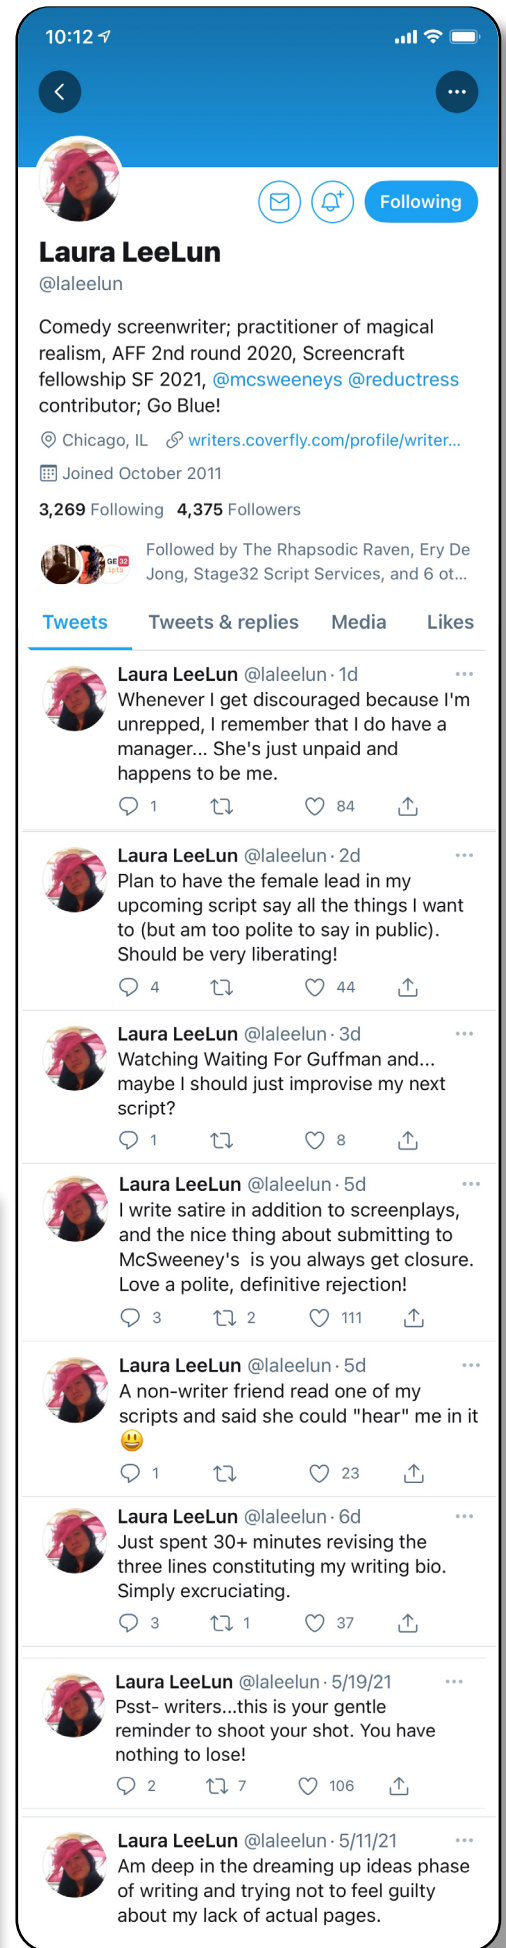 10:12
Following
Laura LeeLun
@laleelun
Comedy screenwriter; practitioner of magical
realism, AFF 2nd round 2020, Screencraft
fellowship SF 2021, @mcsweeneys @reductress
contributor; Go Blue!
Chicago, IL writers.coverfly.com/profile/writer...
Joined October 2011
3,269 Following 4,375 Followers
GE 32
ipts
Followed by The Rhapsodic Raven, Ery De
Jong, Stage32 Script Services, and 6 ot...
Tweets Tweets & replies Media Likes
Laura LeeLun @laleelun · 1d
Whenever I get discouraged because I'm
unrepped, I remember that I do have a
manager... She's just unpaid and
happens to be me.
1 84
Laura LeeLun @laleelun · 2d
Plan to have the female lead in my
upcoming script say all the things I want
to (but am too polite to say in public).
Should be very liberating!
4 44
Laura LeeLun @laleelun · 3d
Watching Waiting For Guffman and...
maybe I should just improvise my next
script?
1 8
Laura LeeLun @laleelun · 5d
I write satire in addition to screenplays,
and the nice thing about submitting to
McSweeney's is you always get closure.
Love a polite, definitive rejection!
3 2 111
Laura LeeLun @laleelun · 5d
A non-writer friend read one of my
scripts and said she could "hear" me in it
😃
1 23
Laura LeeLun @laleelun · 6d
Just spent 30+ minutes revising the
three lines constituting my writing bio.
Simply excruciating.
3 1 37
Laura LeeLun @laleelun · 5/19/21
Psst- writers...this is your gentle
reminder to shoot your shot. You have
nothing to lose!
2 7 106
Laura LeeLun @laleelun · 5/11/21
Am deep in the dreaming up ideas phase
of writing and trying not to feel guilty
about my lack of actual pages.